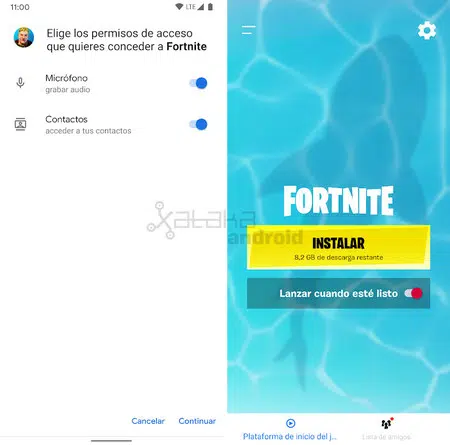 11:00
LTE
Elige los permisos de acceso
que quieres conceder a Fortnite
Micrófono
grabar audio
Contactos
acceder a tus contactos
Cancelar
Continuar
FORTNITE
INSTALAR
8,2 GB de descarga restante
Lanzar cuando esté listo
Plataforma de inicio del j...
Lista de amigos
xataka
android